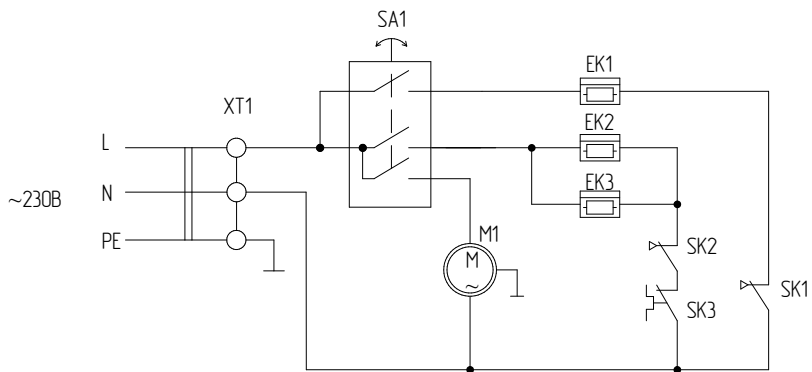 SA1
EK1
XT1
EK2
L
EK3
~230В
N
M1
PE
M
~
SK2
SK1
SK3